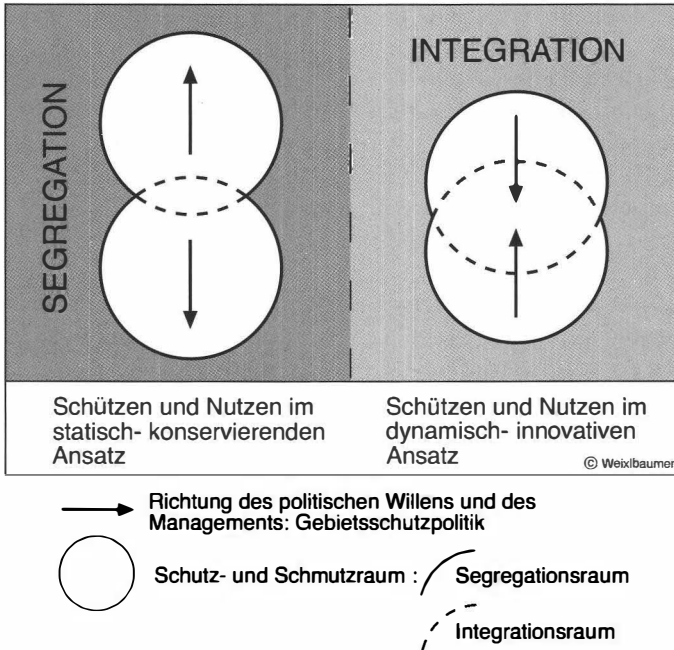 SEGREGATION
INTEGRATION
Schützen und Nutzen im
statisch- konservierenden
Ansatz
Schützen und Nutzen im
dynamisch- innovativen
Ansatz
© Weixlbaumer
Richtung des politischen Willens und des
Managements: Gebietsschutzpolitik
Schutz- und Schmutzraum :
Segregationsraum
Integrationsraum